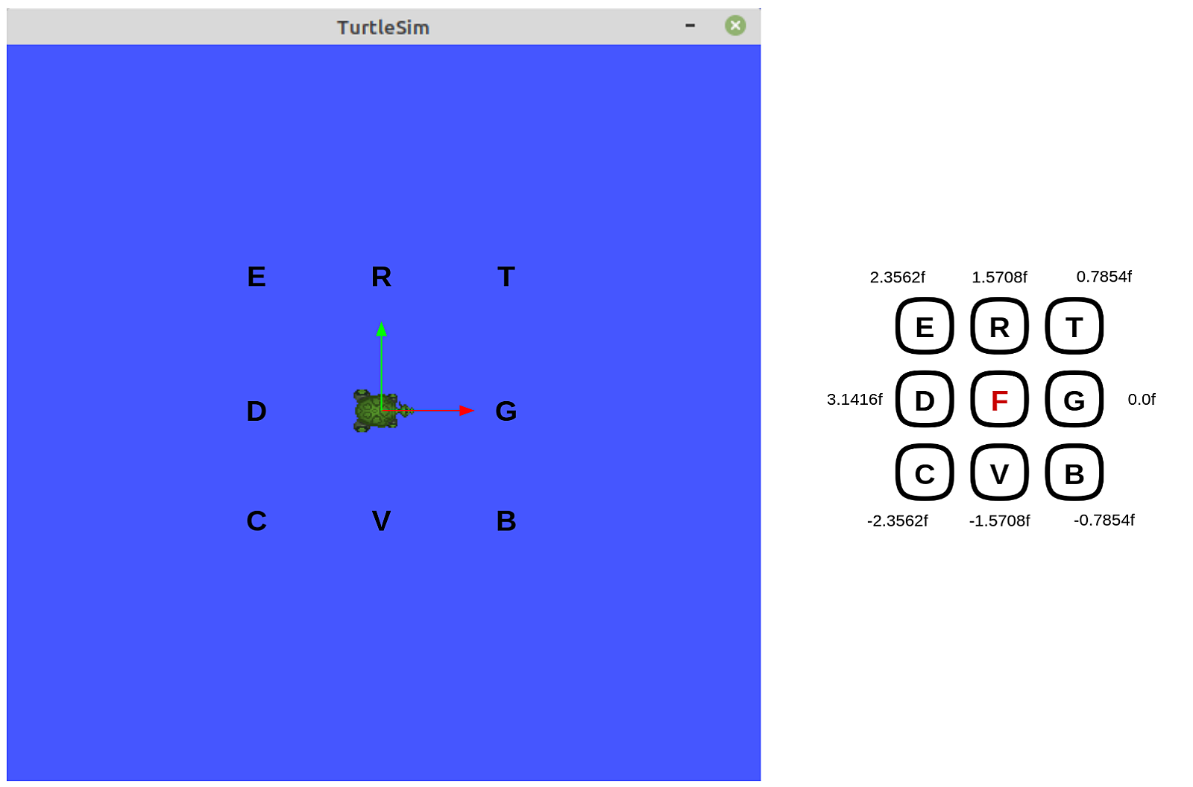 TurtleSim
E R T
D G
C V B
2.3562f 1.5708f 0.7854f
E R T
3.1416f D F G 0.0f
C V B
-2.3562f -1.5708f -0.7854f